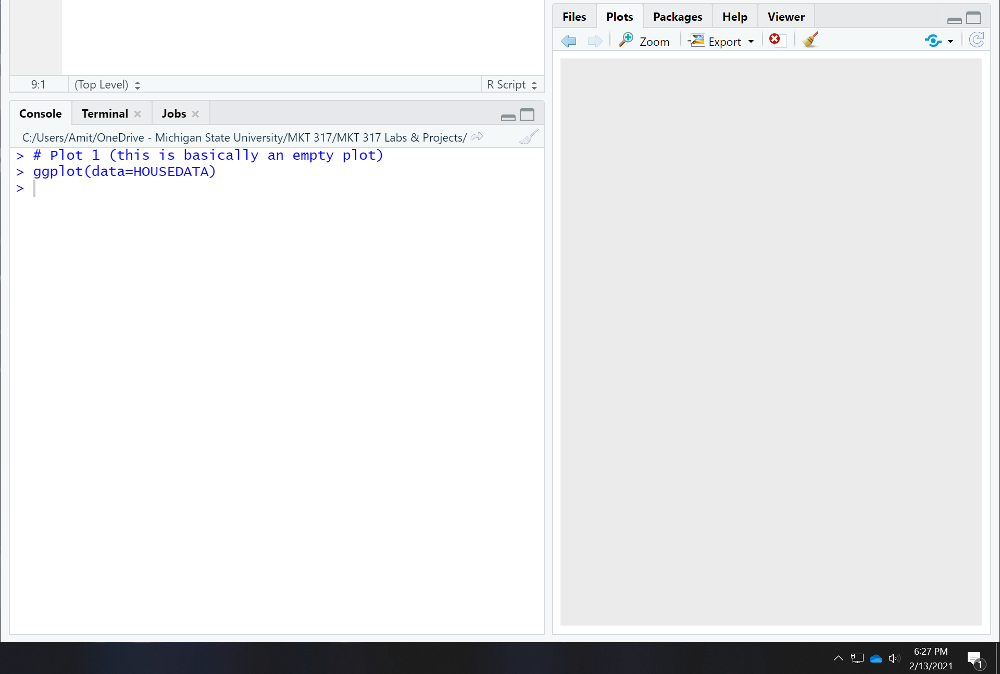 9:1 (Top Level) R Script
Console Terminal Jobs
C:/Users/Amit/OneDrive - Michigan State University/MKT 317/MKT 317 Labs & Projects/
> # Plot 1 (this is basically an empty plot)
> ggplot(data=HOUSEDATA)
>
Files Plots Packages Help Viewer
Zoom Export
6:27 PM
2/13/2021
1